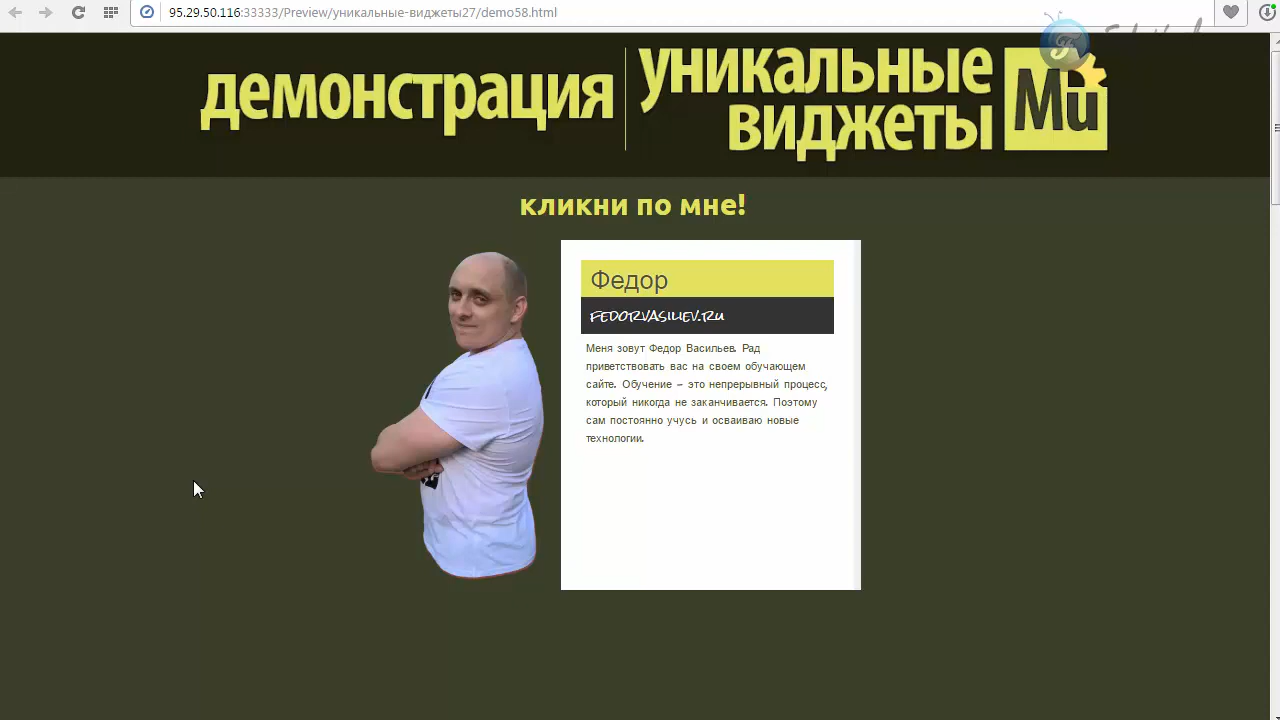 95.29.50.116:33333/Preview/уникальные-виджеты27/demo58.html
демонстрация
уникальные
виджеты
Mu
кликни по мне!
Федор
FEDORVASILIEV.RU
Меня зовут Федор Васильев. Рад
приветствовать вас на своем обучающем
сайте. Обучение – это непрерывный процесс,
который никогда не заканчивается. Поэтому
сам постоянно учусь и осваиваю новые
технологии.